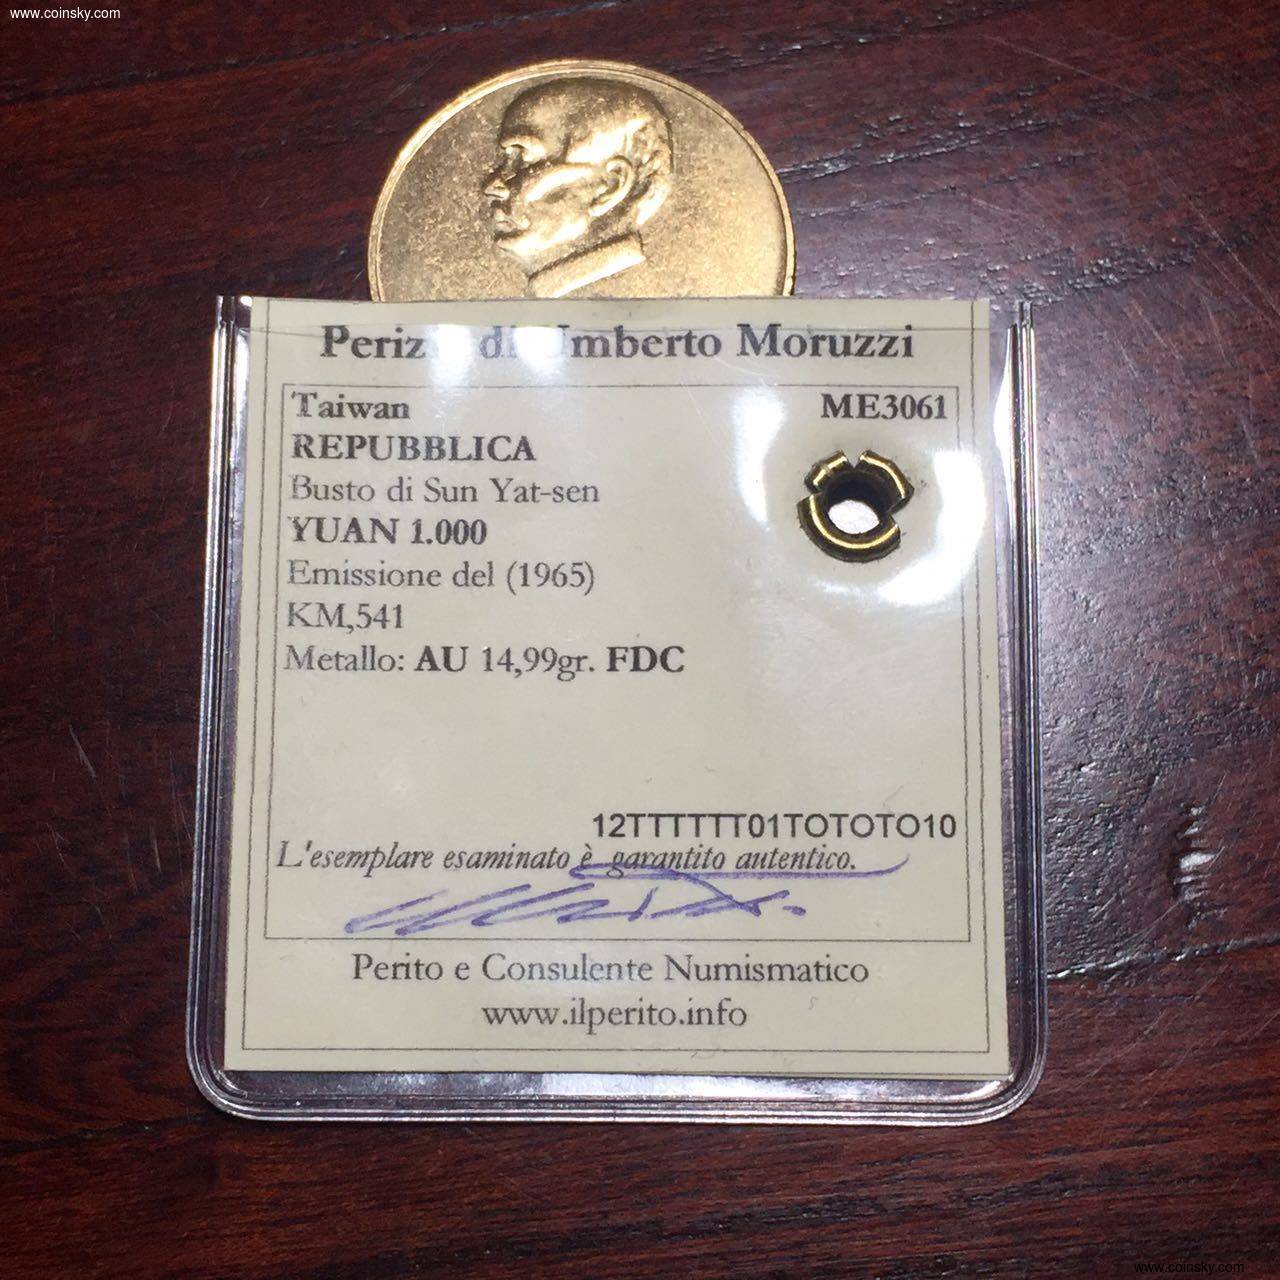 www.coinsky.com
Perizia di Umberto Moruzzi
Taiwan ME3061
REPUBBLICA
Busto di Sun Yat-sen
YUAN 1.000
Emissione del (1965)
KM,541
Metallo: AU 14,99gr. FDC
12TTTTTT01TOTOTO10
L'esemplare esaminato è garantito autentico.
Perito e Consulente Numismatico
www.ilperito.info
www.coinsky.com